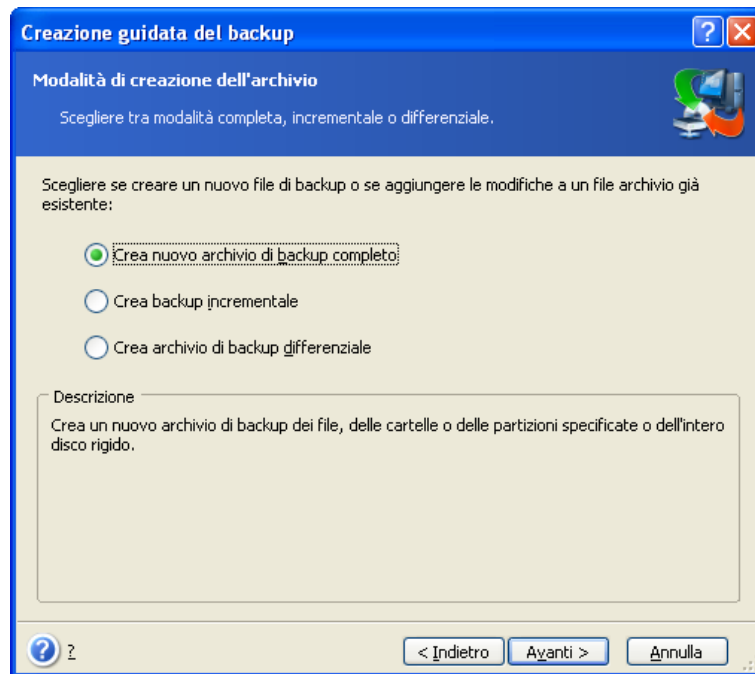 Creazione guidata del backup
?
Modalità di creazione dell'archivio
Scegliere tra modalità completa, incrementale o differenziale.
Scegliere se creare un nuovo file di backup o se aggiungere le modifiche a un file archivio già
esistente:
Crea nuovo archivio di backup completo
Crea backup incrementale
Crea archivio di backup differenziale
Descrizione
Crea un nuovo archivio di backup dei file, delle cartelle o delle partizioni specificate o dell'intero
disco rigido.
? ? < Indietro Avanti > Annulla